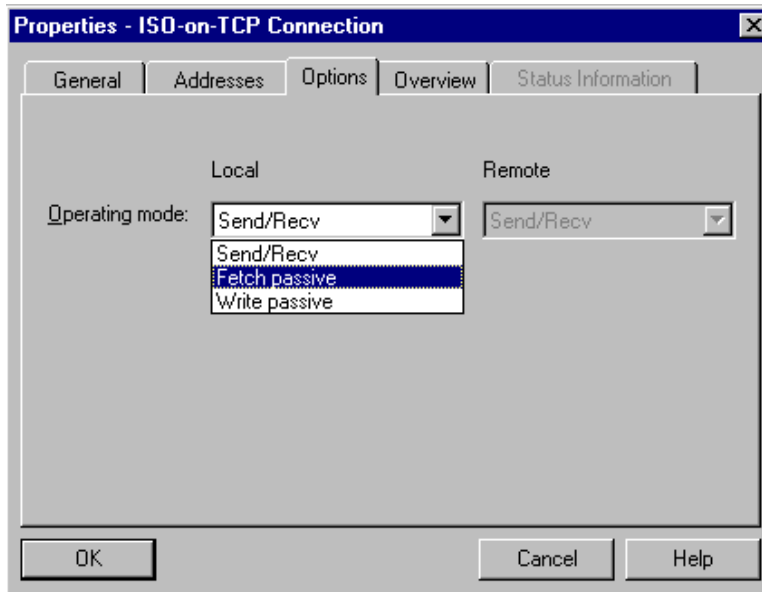 Properties - ISO-on-TCP Connection
General Addresses Options Overview Status Information
Local Remote
Operating mode: Send/Recv Send/Recv
Send/Recv
Fetch passive
Write passive
OK Cancel Help